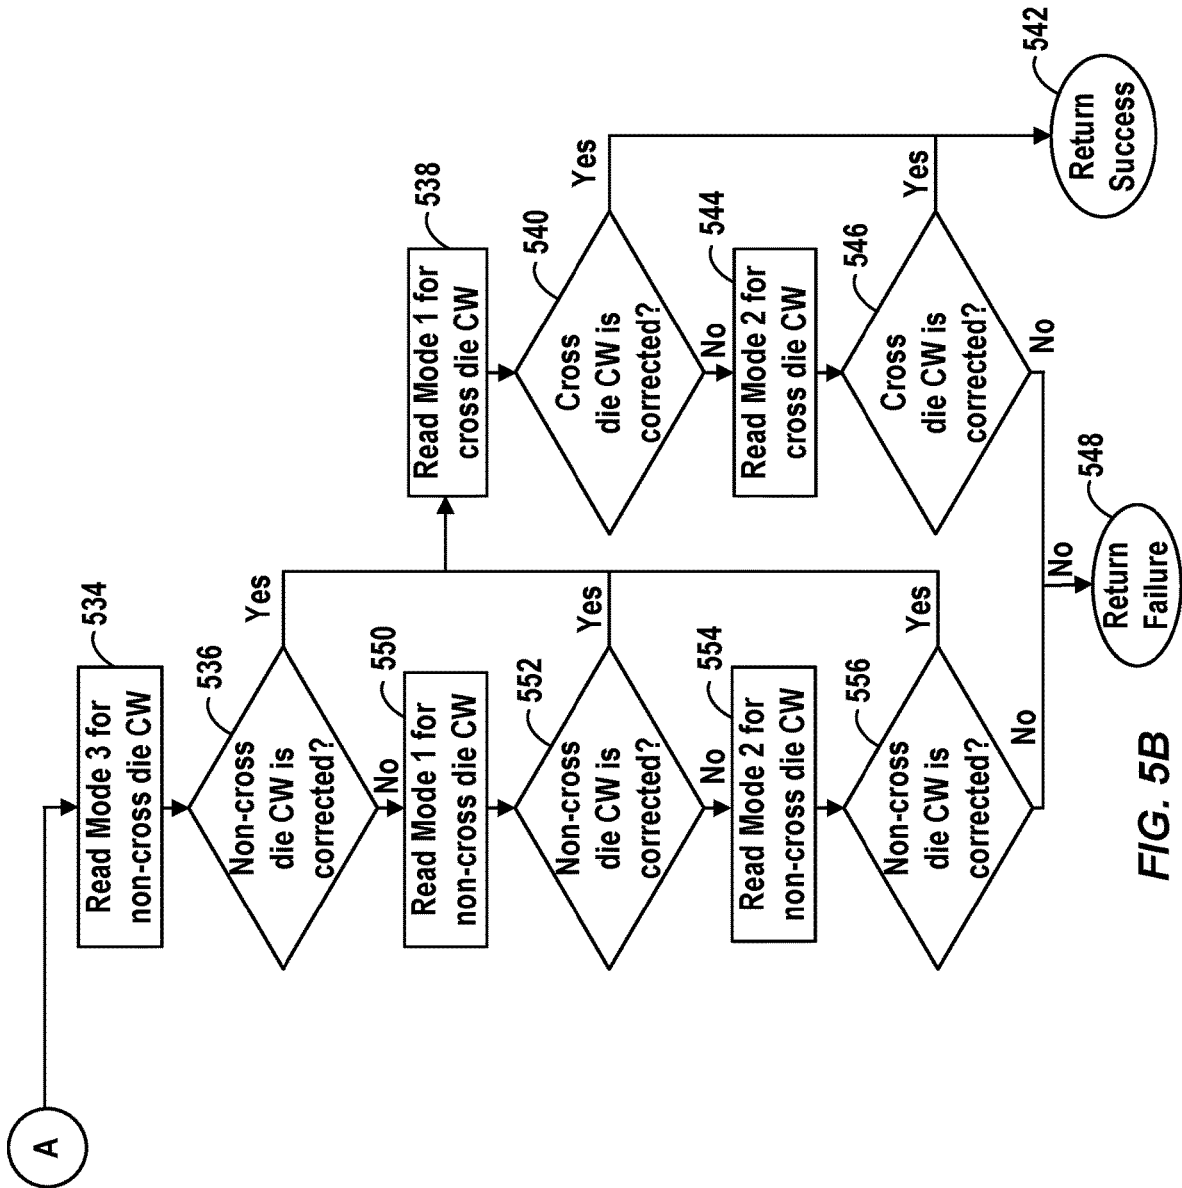 A
Read Mode 3 for
non-cross die CW
534
Non-cross
die CW is
corrected?
536
Yes
No
Read Mode 1 for
non-cross die CW
550
Non-cross
die CW is
corrected?
552
Yes
No
Read Mode 2 for
non-cross die CW
554
Non-cross
die CW is
corrected?
556
Yes
No
Read Mode 1 for
cross die CW
538
Cross
die CW is
corrected?
540
Yes
No
Read Mode 2 for
cross die CW
544
Cross
die CW is
corrected?
546
Yes
No
No
Return
Failure
548
Return
Success
542
FIG. 5B